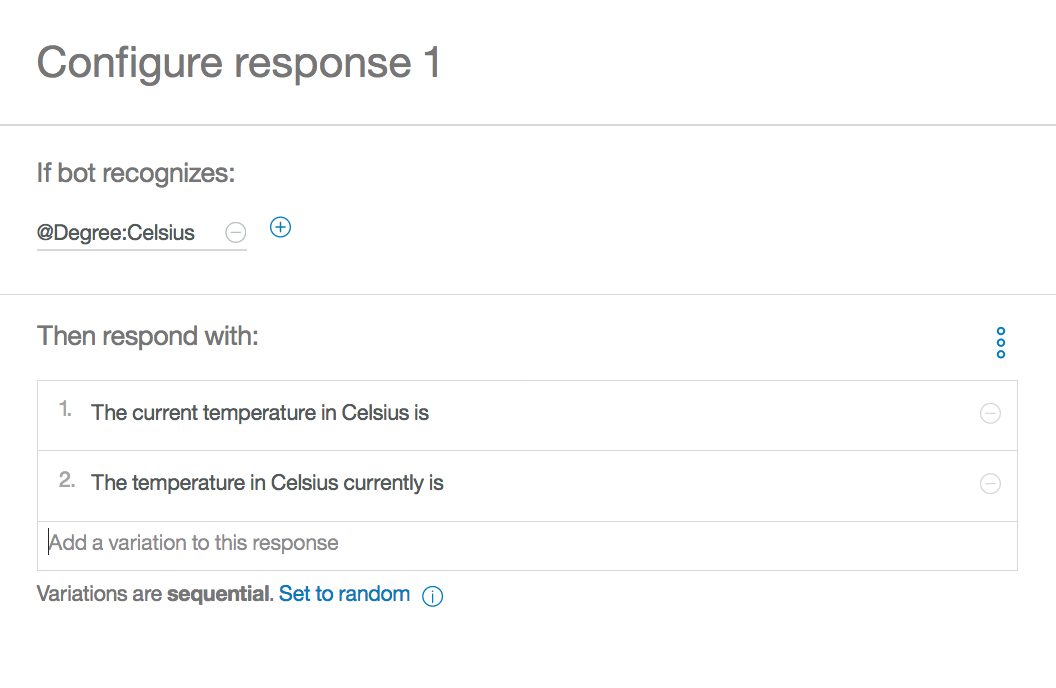 Configure response 1
If bot recognizes:
@Degree:Celsius
Then respond with:
1. The current temperature in Celsius is
2. The temperature in Celsius currently is
Add a variation to this response
Variations are sequential. Set to random